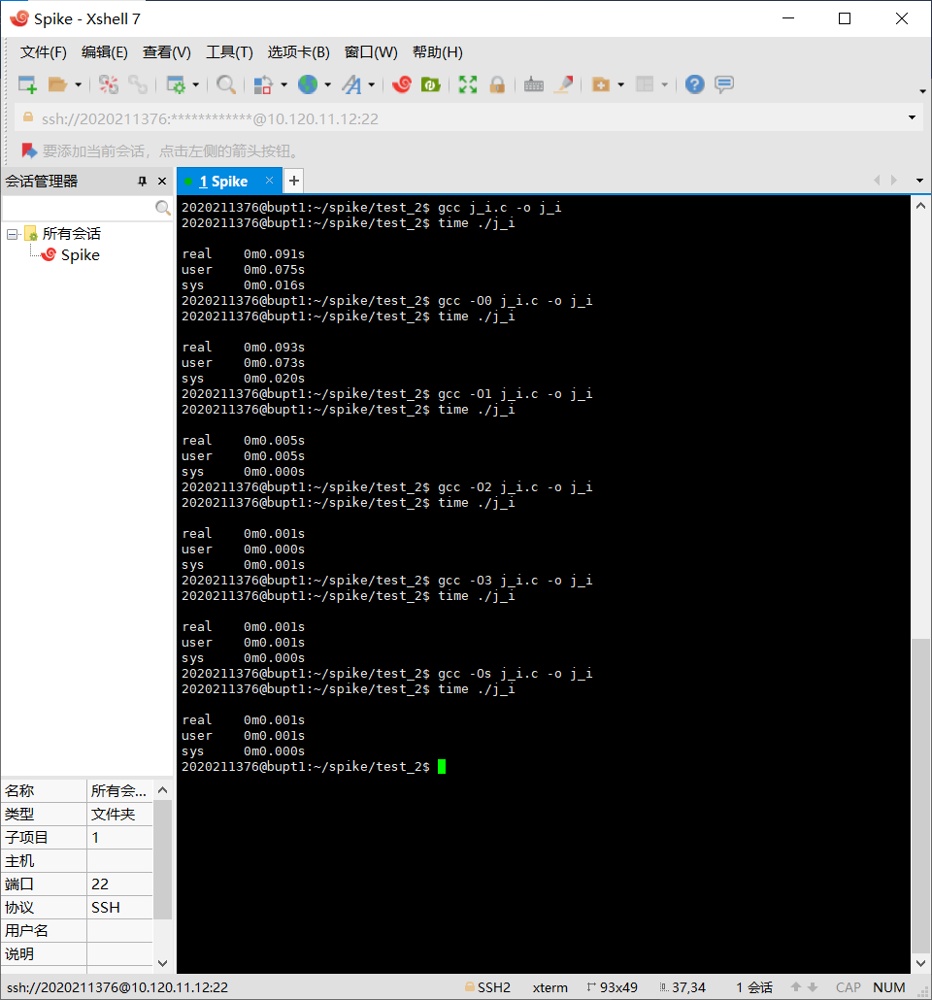 Spike - Xshell 7
文件(F) 编辑(E) 查看(V) 工具(T) 选项卡(B) 窗口(W) 帮助(H)
ssh://2020211376:************@10.120.11.12:22
要添加当前会话，点击左侧的箭头按钮。
会话管理器
1 Spike
所有会话
Spike
2020211376@bupt1:~/spike/test_2$ gcc j_i.c -o j_i
2020211376@bupt1:~/spike/test_2$ time ./j_i
real 0m0.091s
user 0m0.075s
sys 0m0.016s
2020211376@bupt1:~/spike/test_2$ gcc -O0 j_i.c -o j_i
2020211376@bupt1:~/spike/test_2$ time ./j_i
real 0m0.093s
user 0m0.073s
sys 0m0.020s
2020211376@bupt1:~/spike/test_2$ gcc -O1 j_i.c -o j_i
2020211376@bupt1:~/spike/test_2$ time ./j_i
real 0m0.005s
user 0m0.005s
sys 0m0.000s
2020211376@bupt1:~/spike/test_2$ gcc -O2 j_i.c -o j_i
2020211376@bupt1:~/spike/test_2$ time ./j_i
real 0m0.001s
user 0m0.000s
sys 0m0.001s
2020211376@bupt1:~/spike/test_2$ gcc -O3 j_i.c -o j_i
2020211376@bupt1:~/spike/test_2$ time ./j_i
real 0m0.001s
user 0m0.001s
sys 0m0.000s
2020211376@bupt1:~/spike/test_2$ gcc -Os j_i.c -o j_i
2020211376@bupt1:~/spike/test_2$ time ./j_i
real 0m0.001s
user 0m0.001s
sys 0m0.000s
2020211376@bupt1:~/spike/test_2$
名称 所有会...
类型 文件夹
子项目 1
主机
端口 22
协议 SSH
用户名
说明
ssh://2020211376@10.120.11.12:22 SSH2 xterm 93x49 37,34 1 会话 CAP NUM